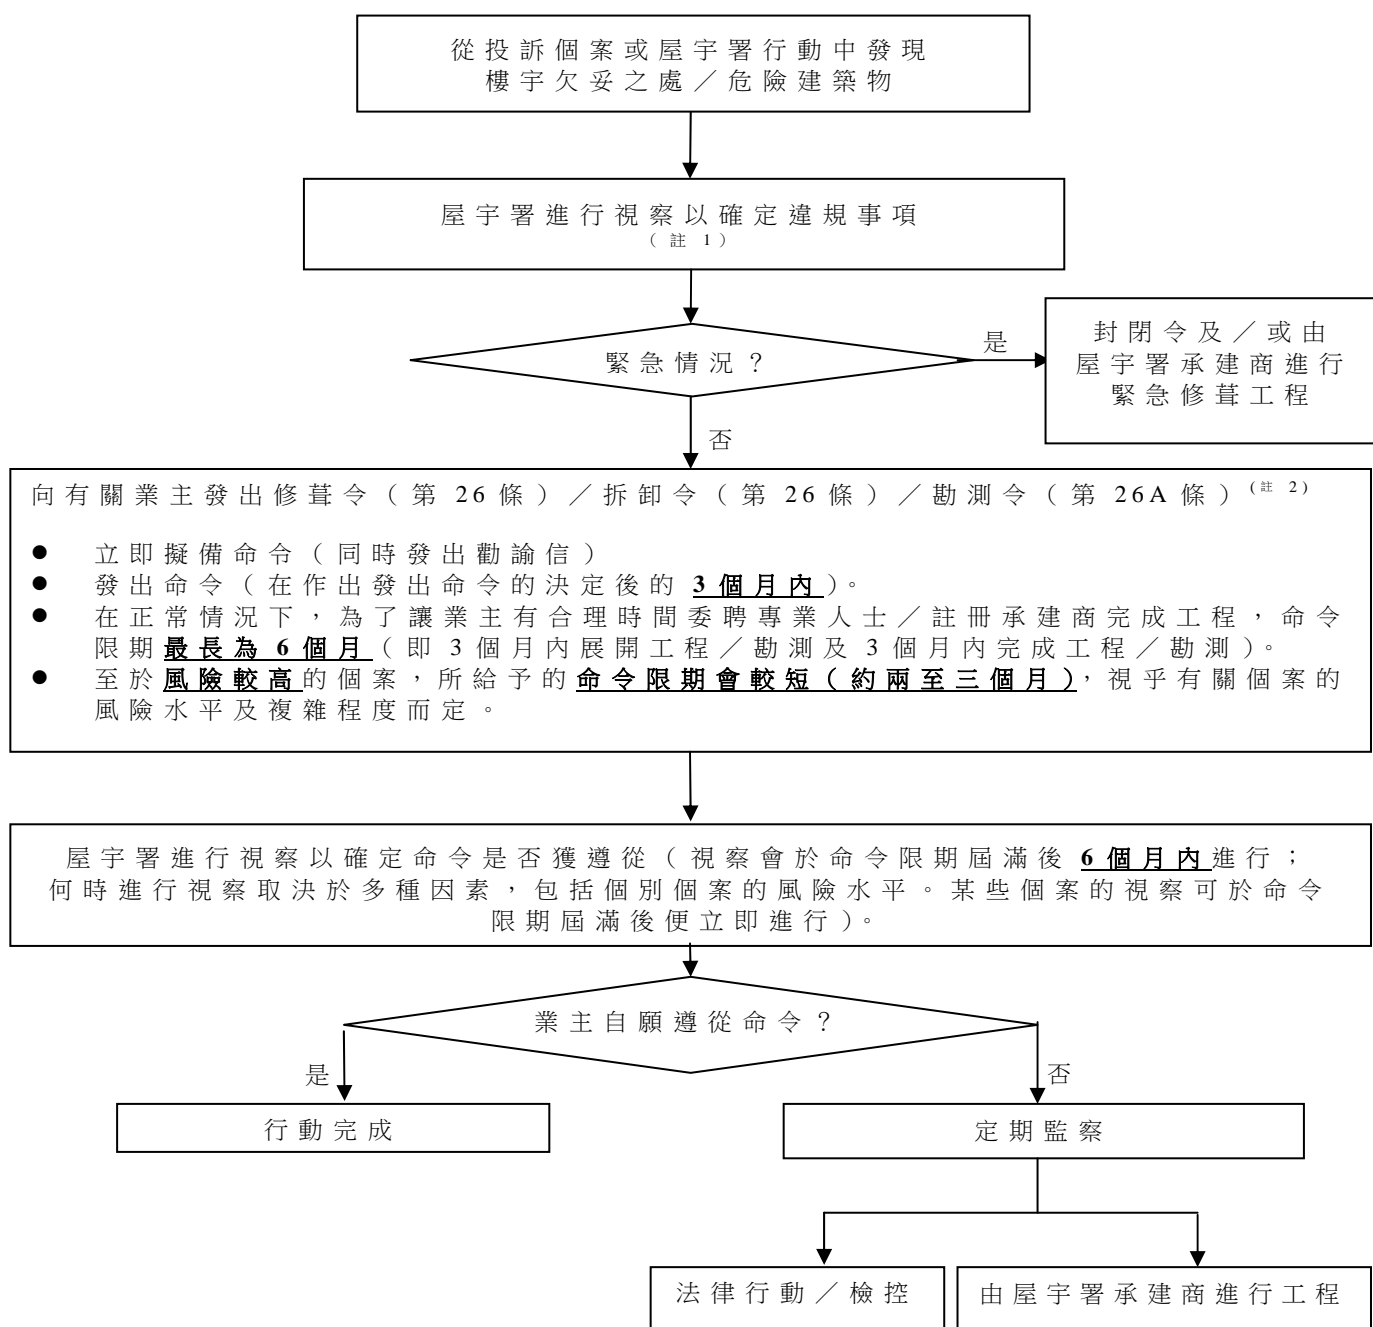 從投訴個案或屋宇署行動中發現
樓宇欠妥之處／危險建築物
屋宇署進行視察以確定違規事項
（註 1）
緊急情況？
是
封閉令及／或由
屋宇署承建商進行
緊急修葺工程
否
向有關業主發出修葺令（第 26 條）／拆卸令（第 26 條）／勘測令（第 26A 條）（註 2）
● 立即擬備命令（同時發出勸諭信）
● 發出命令（在作出發出命令的決定後的 3 個月內）。
● 在正常情況下，為了讓業主有合理時間委聘專業人士／註冊承建商完成工程，命令
限期最長為 6 個月（即 3 個月內展開工程／勘測及 3 個月內完成工程／勘測）。
● 至於風險較高的個案，所給予的命令限期會較短（約兩至三個月），視乎有關個案的
風險水平及複雜程度而定。
屋宇署進行視察以確定命令是否獲遵從（視察會於命令限期屆滿後 6 個月內進行；
何時進行視察取決於多種因素，包括個別個案的風險水平。某些個案的視察可於命令
限期屆滿後便立即進行）。
業主自願遵從命令？
是
否
行動完成
定期監察
法律行動／檢控
由屋宇署承建商進行工程